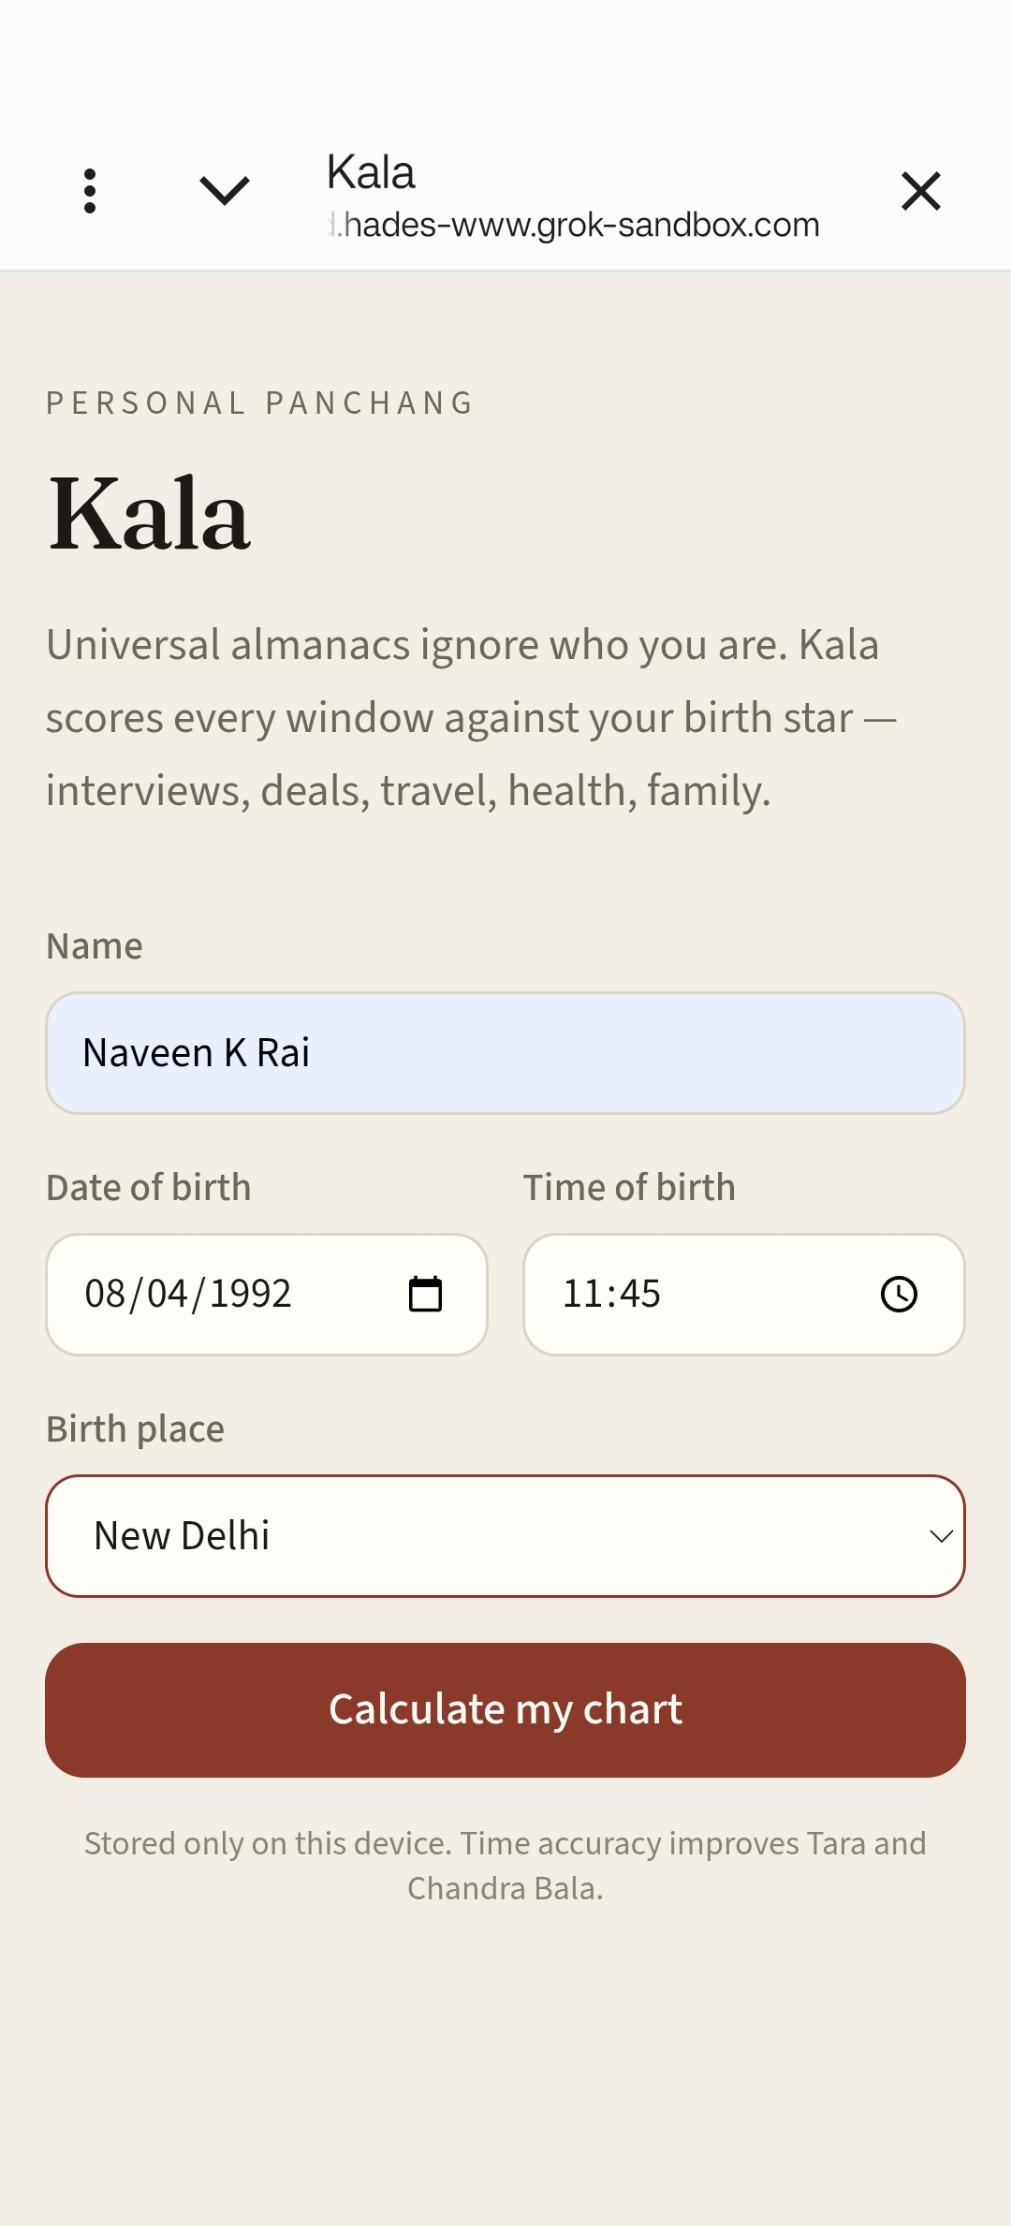 Kala
d.hades-www.grok-sandbox.com
PERSONAL PANCHANG
Kala
Universal almanacs ignore who you are. Kala
scores every window against your birth star —
interviews, deals, travel, health, family.
Name
Naveen K Rai
Date of birth
Time of birth
08/04/1992
11:45
Birth place
New Delhi
Calculate my chart
Stored only on this device. Time accuracy improves Tara and
Chandra Bala.